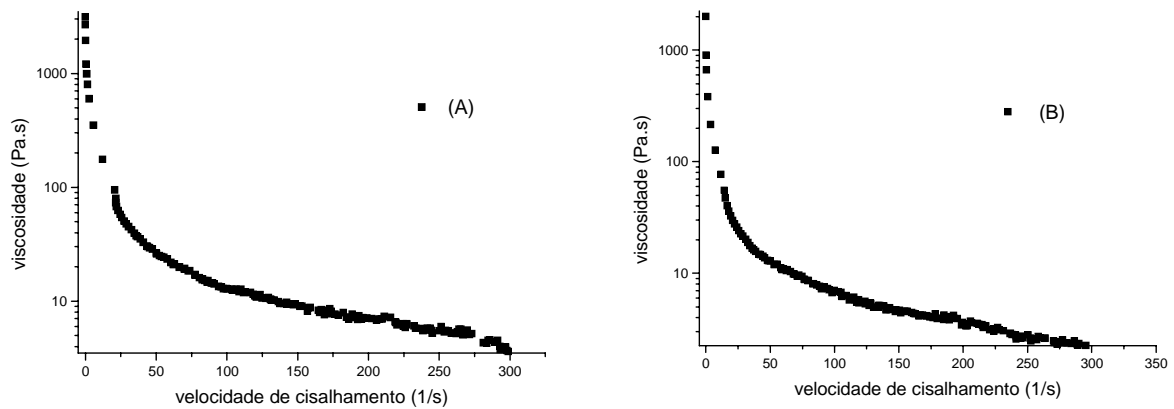 1000
100
10
viscosidade (Pa.s)
(A)
0 50 100 150 200 250 300
velocidade de cisalhamento (1/s)
1000
100
10
viscosidade (Pa.s)
(B)
0 50 100 150 200 250 300 350
velocidade de cisalhamento (1/s)